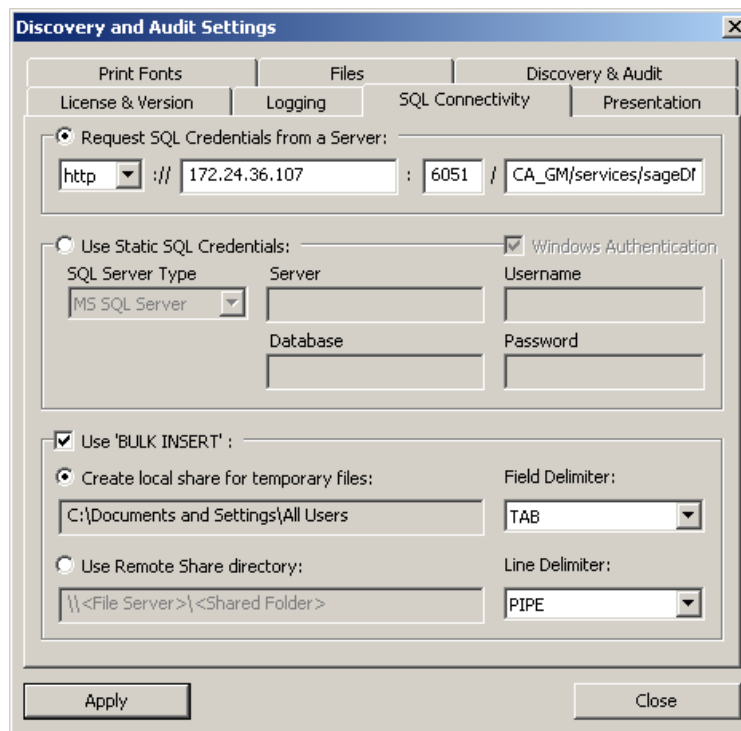 Discovery and Audit Settings
Print Fonts Files Discovery & Audit
License & Version Logging SQL Connectivity Presentation
Request SQL Credentials from a Server:
http :// 172.24.36.107 : 6051 / CA_GM/services/sageDM
Use Static SQL Credentials: Windows Authentication
SQL Server Type Server Username
MS SQL Server
Database Password
Use 'BULK INSERT' :
Create local share for temporary files: Field Delimiter:
C:\Documents and Settings\All Users TAB
Use Remote Share directory: Line Delimiter:
\\<File Server>\<Shared Folder> PIPE
Apply Close